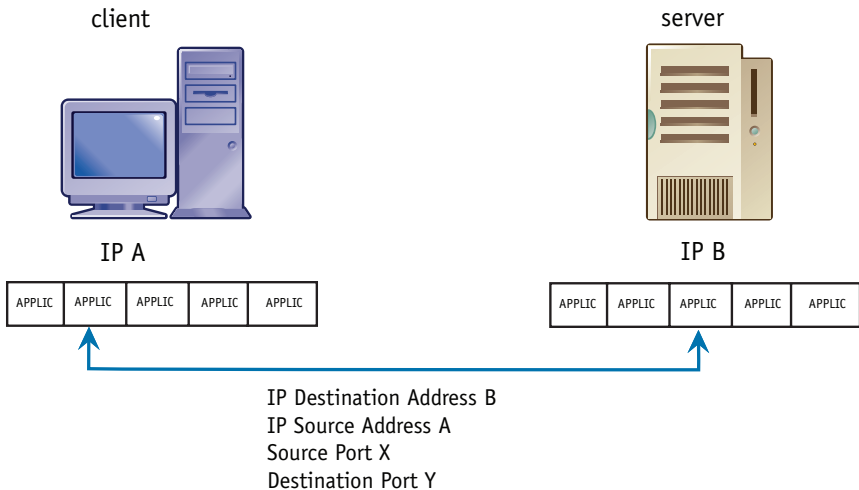 client
server
IP A
IP B
APPLIC APPLIC APPLIC APPLIC APPLIC
APPLIC APPLIC APPLIC APPLIC APPLIC
IP Destination Address B
IP Source Address A
Source Port X
Destination Port Y